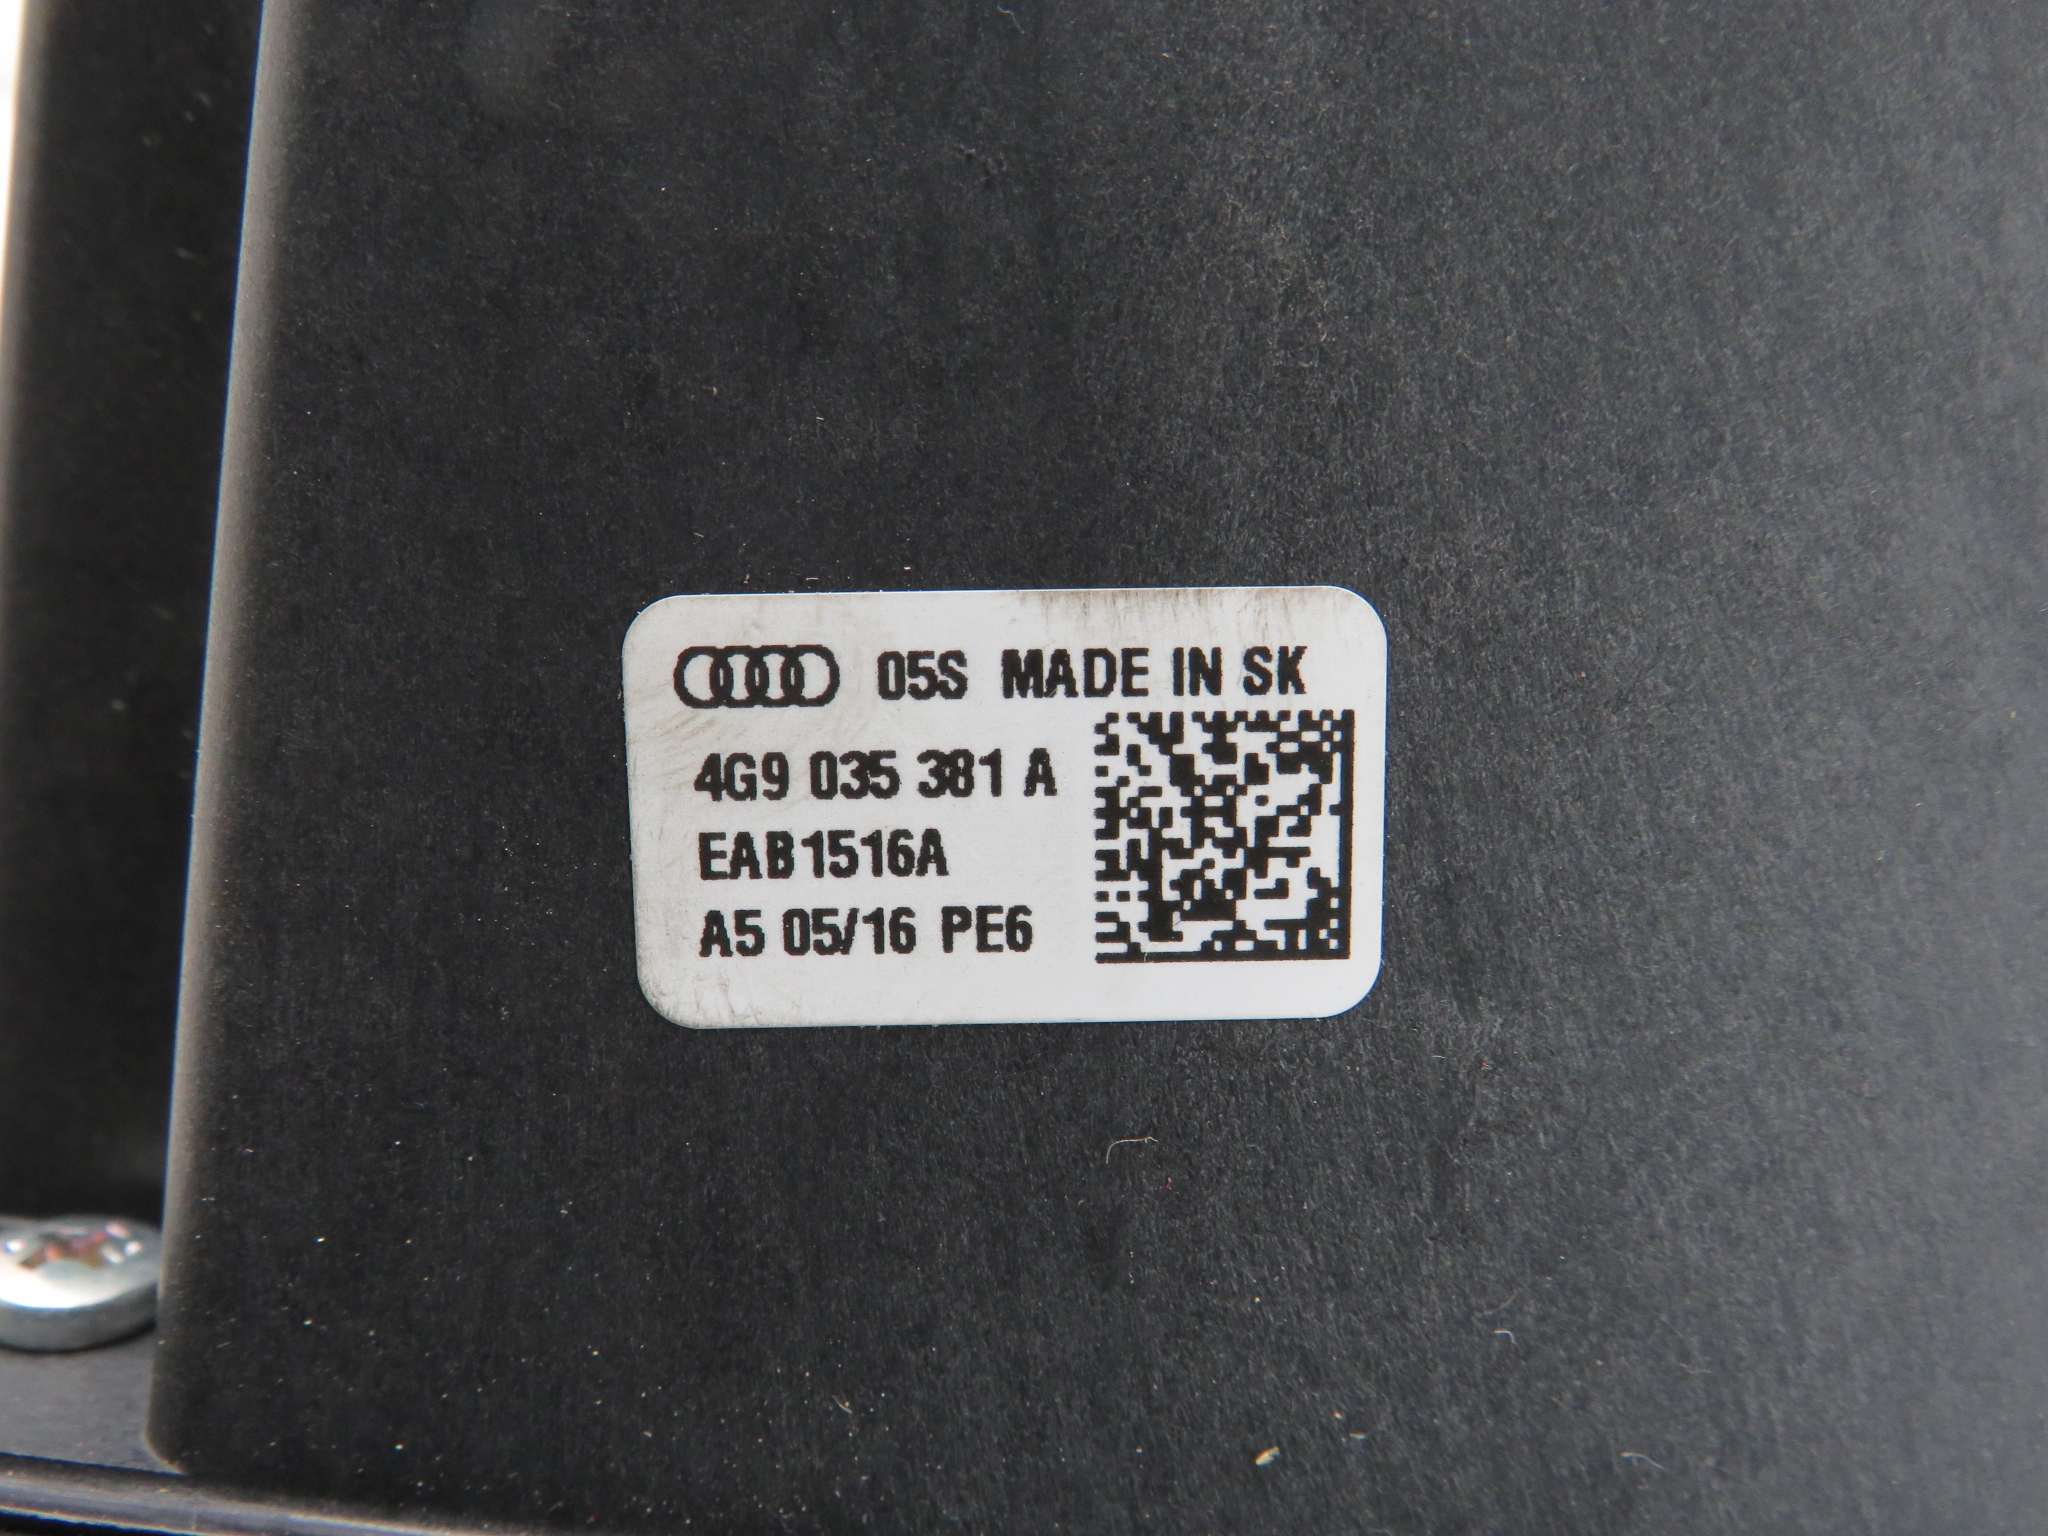 05S MADE IN SK
4G9 035 381 A
EAB1516A
A5 05/16 PE6